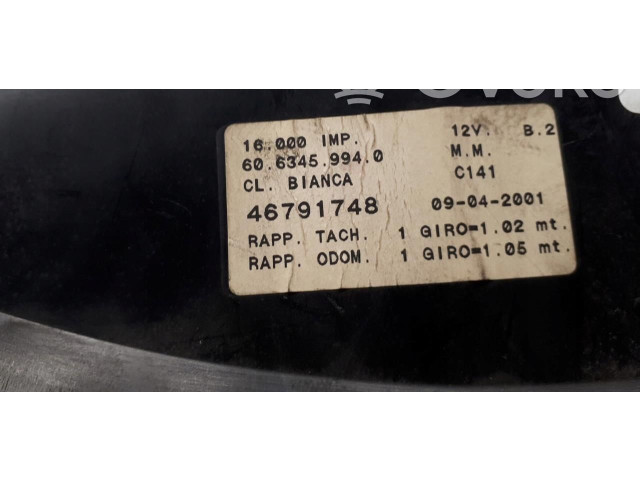 16.000 IMP. 12V. B.2
60.6345.994.0 M.M.
CL. BIANCA C141
46791748 09-04-2001
RAPP. TACH. 1 GIRO=1.02 mt.
RAPP. ODOM. 1 GIRO=1.05 mt.